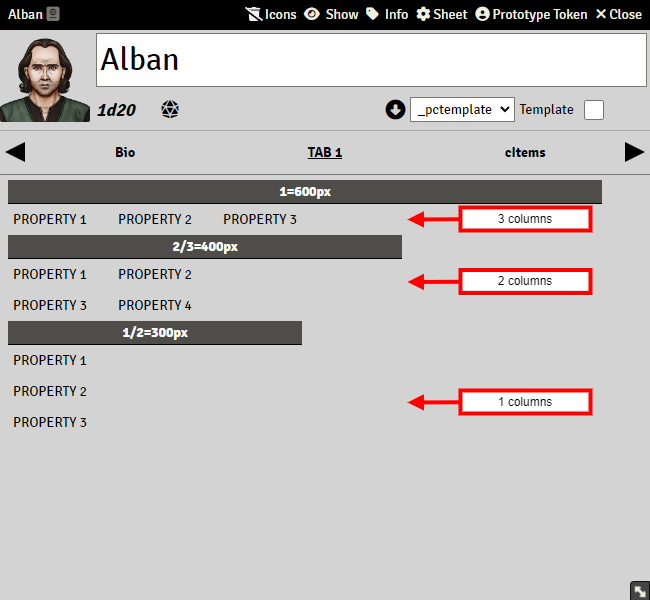 Alban Icons Show Info Sheet Prototype Token Close
Alban
1d20 _pctemplate Template
Bio TAB 1 cItems
1=600px
PROPERTY 1 PROPERTY 2 PROPERTY 3 3 columns
2/3=400px
PROPERTY 1 PROPERTY 2 2 columns
PROPERTY 3 PROPERTY 4
1/2=300px
PROPERTY 1
PROPERTY 2
1 columns
PROPERTY 3